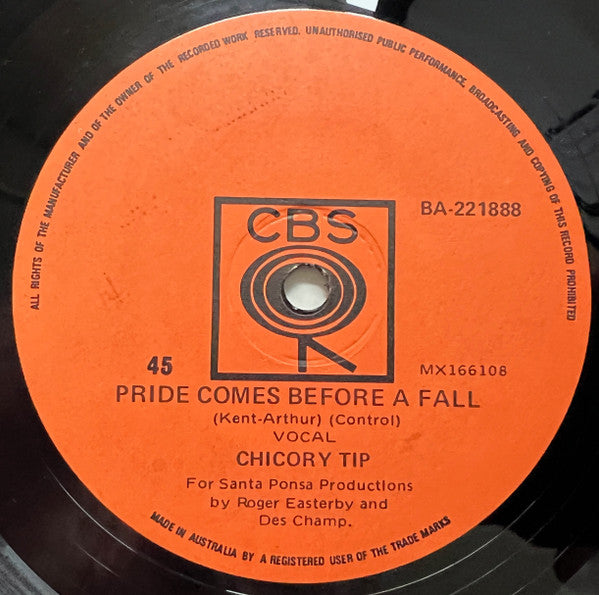 ALL RIGHTS OF THE MANUFACTURER AND OF THE OWNER OF THE RECORDED WORK RESERVED. UNAUTHORISED PUBLIC PERFORMANCE, BROADCASTING AND COPYING OF THIS RECORD PROHIBITED
CBS
BA-221888
45
MX166108
PRIDE COMES BEFORE A FALL
(Kent-Arthur) (Control)
VOCAL
CHICORY TIP
For Santa Ponsa Productions
by Roger Easterby and
Des Champ.
MADE IN AUSTRALIA BY A REGISTERED USER OF THE TRADE MARKS